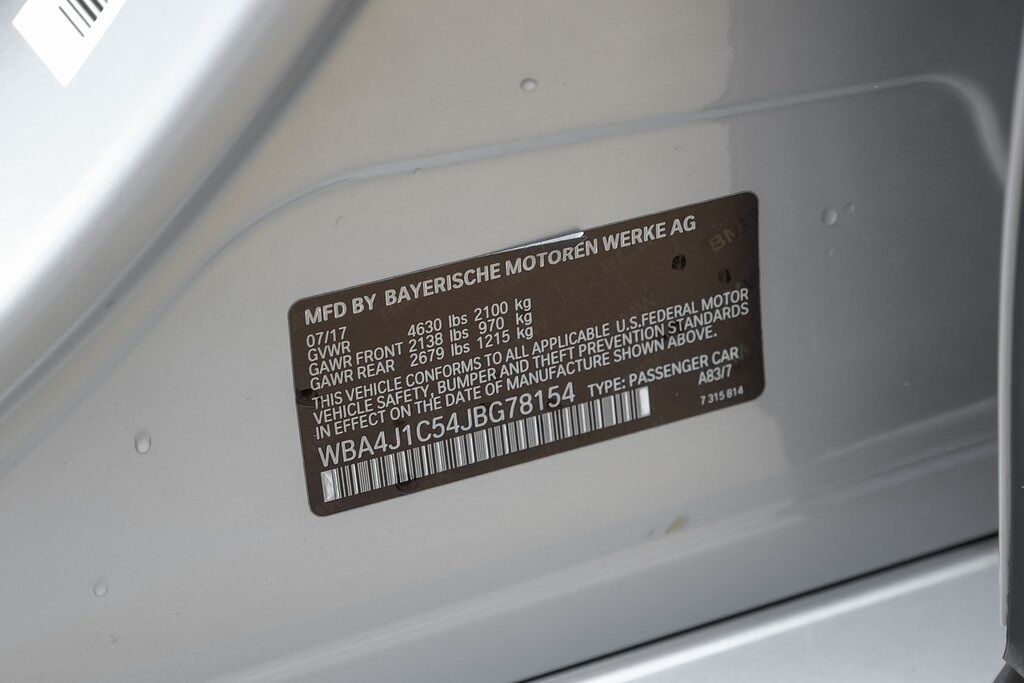 MFD BY BAYERISCHE MOTOREN WERKE AG
07/17
GVWR 4630 lbs 2100 kg
GAWR FRONT 2138 lbs 970 kg
GAWR REAR 2679 lbs 1215 kg
THIS VEHICLE CONFORMS TO ALL APPLICABLE U.S.FEDERAL MOTOR
VEHICLE SAFETY, BUMPER AND THEFT PREVENTION STANDARDS
IN EFFECT ON THE DATE OF MANUFACTURE SHOWN ABOVE.
WBA4J1C54JBG78154 TYPE: PASSENGER CAR
A83/7
7 315 814